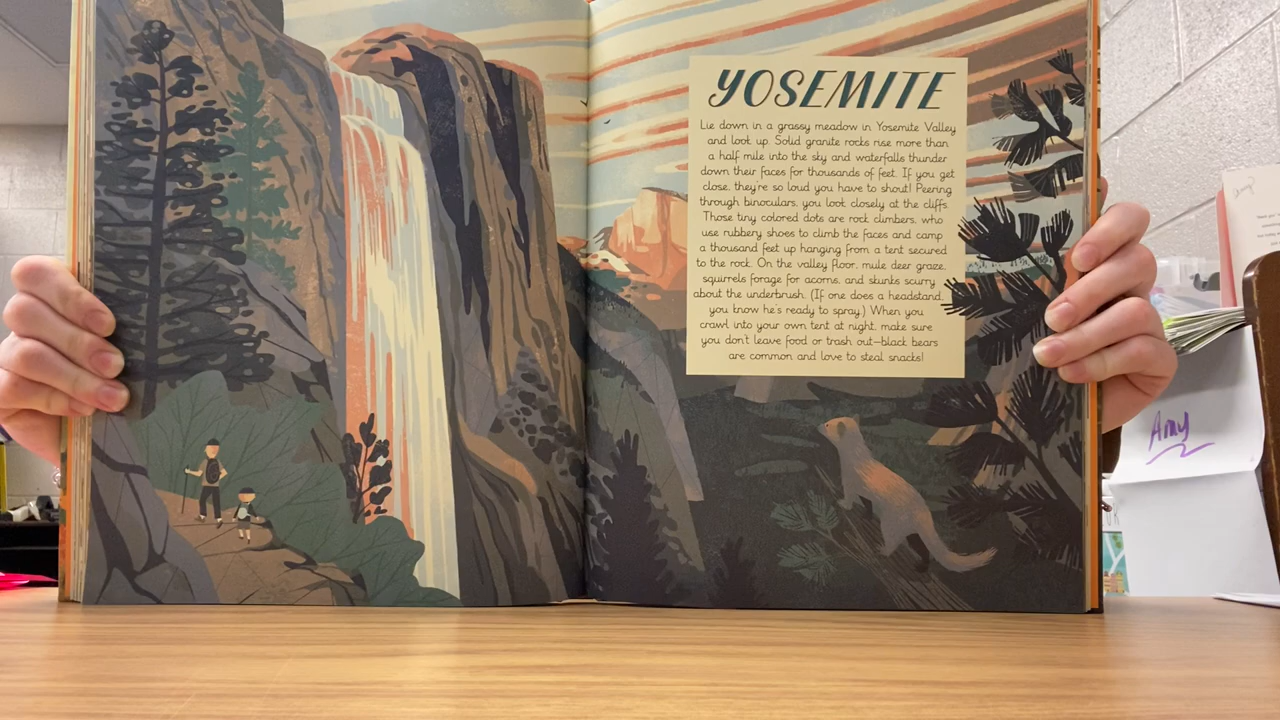 YOSEMITE
Lie down in a grassy meadow in Yosemite Valley
and look up. Solid granite rocks rise more than
a half mile into the sky and waterfalls thunder
down their faces for thousands of feet. If you get
close, they're so loud you have to shout! Peering
through binoculars, you look closely at the cliffs.
Those tiny colored dots are rock climbers, who
use rubbery shoes to climb the faces and camp
a thousand feet up hanging from a tent secured
to the rock. On the valley floor, mule deer graze,
squirrels forage for acorns, and skunks scurry
about the underbrush. (If one does a headstand,
you know he's ready to spray.) When you
crawl into your own tent at night, make sure
you don't leave food or trash out—black bears
are common and love to steal snacks!
Amy